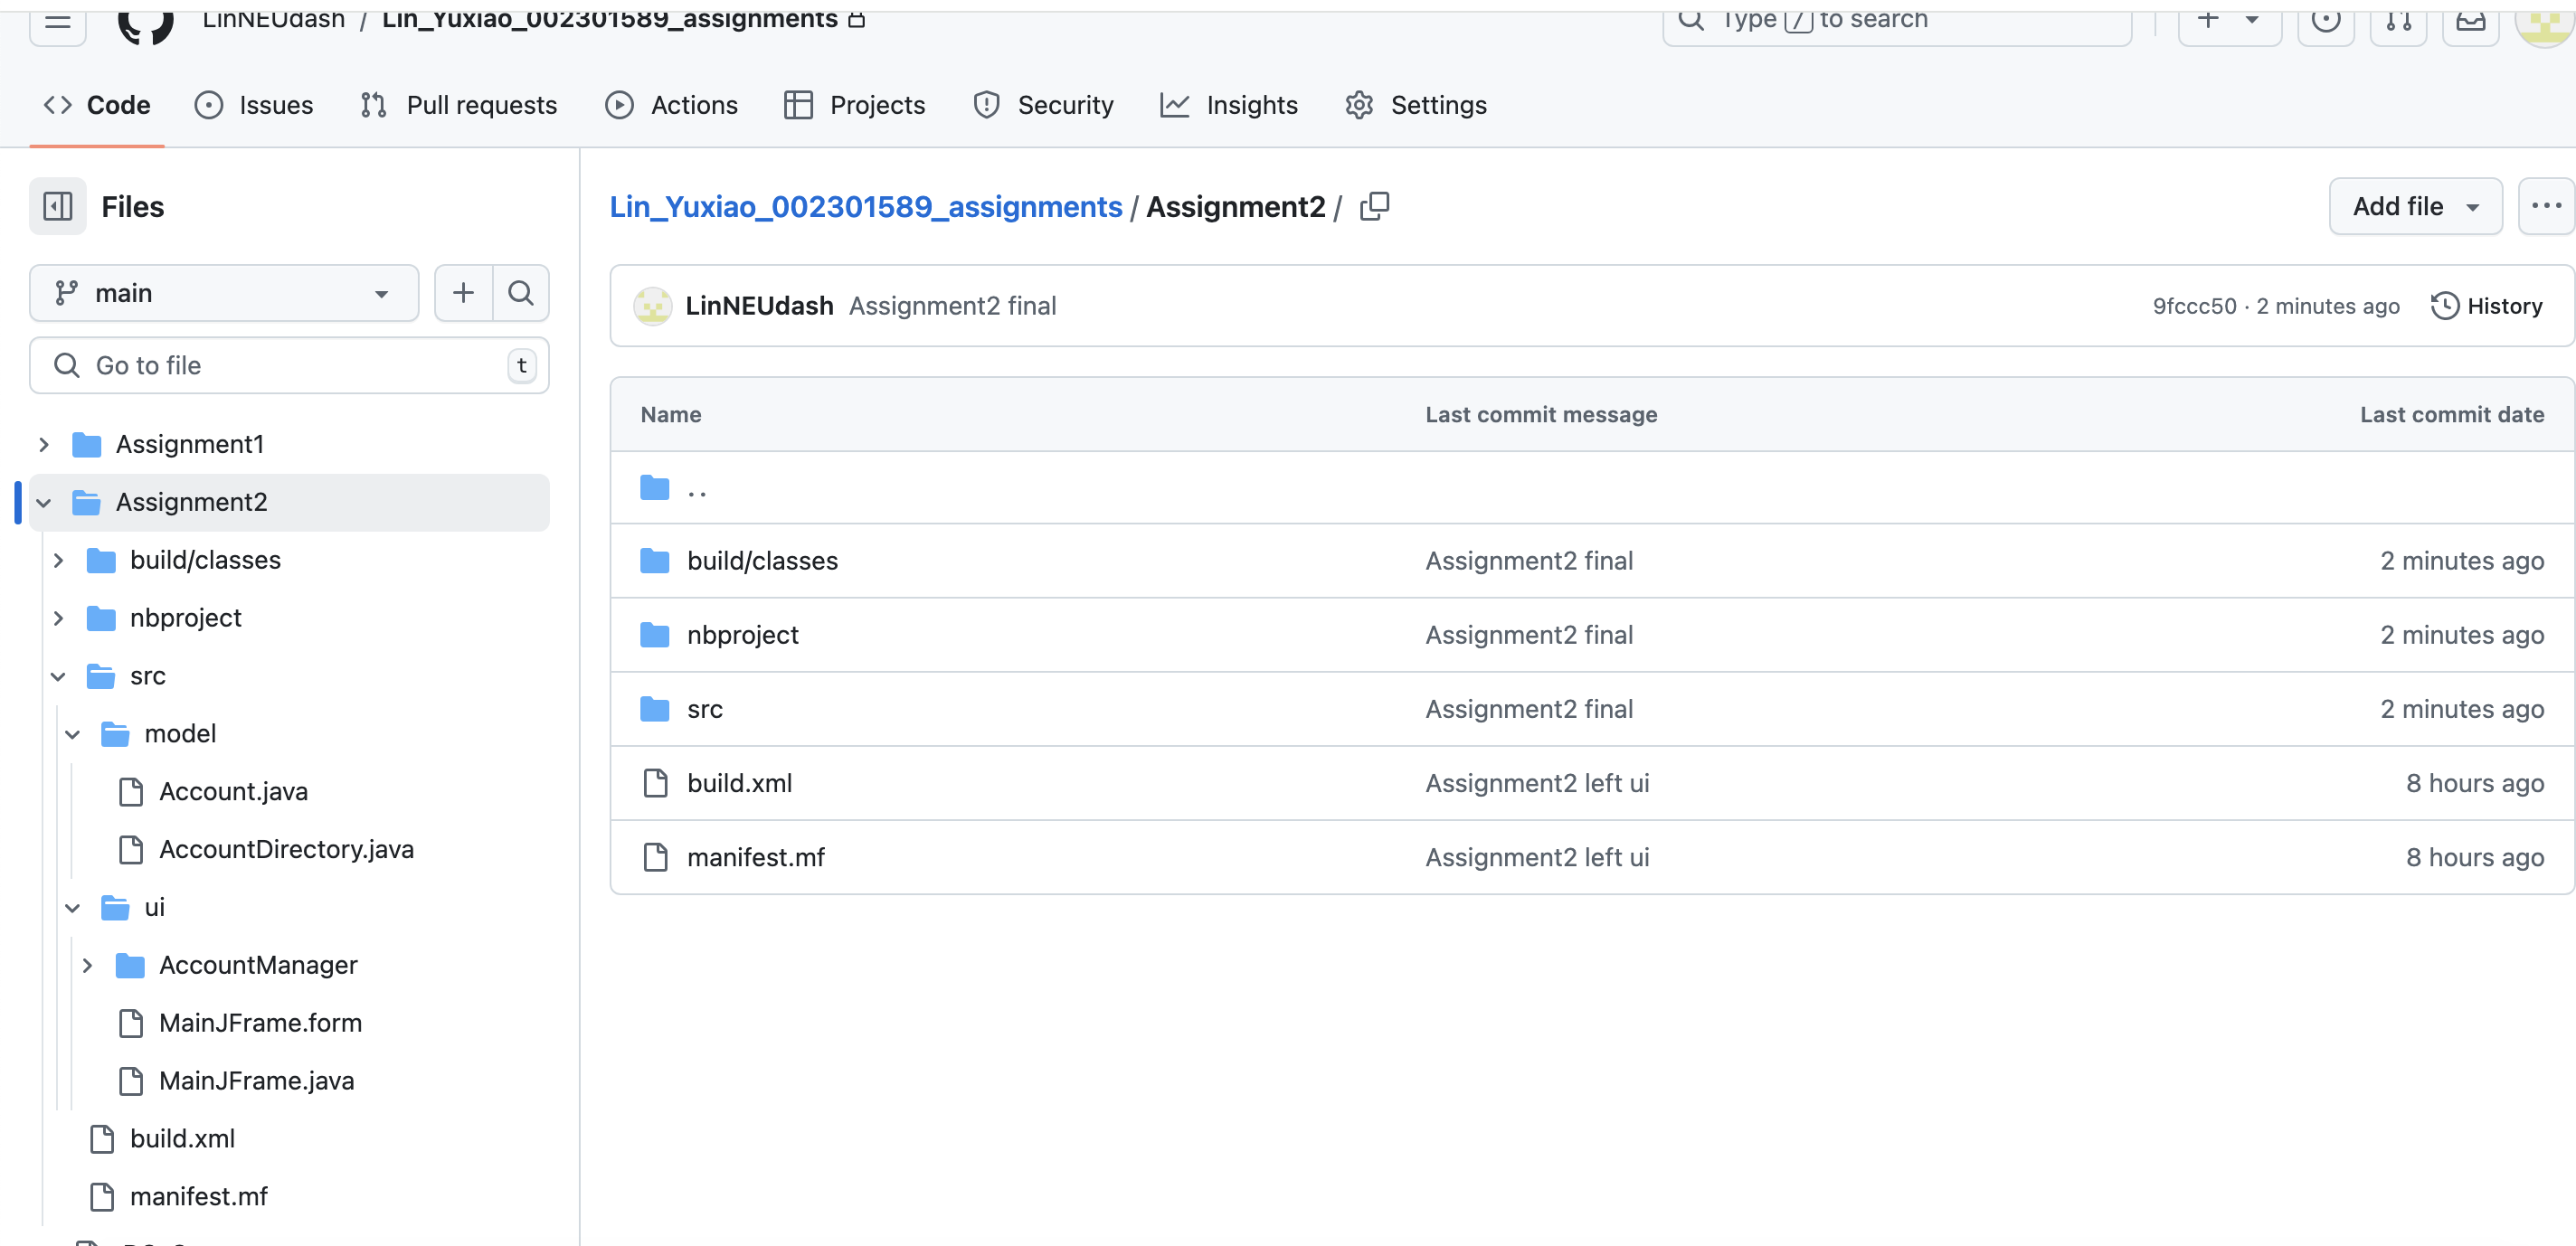 LinNEUdash / Lin_Yuxiao_002301589_assignments
Type / to search
Code Issues Pull requests Actions Projects Security Insights Settings
Files
main
Go to file t
Assignment1
Assignment2
build/classes
nbproject
src
model
Account.java
AccountDirectory.java
ui
AccountManager
MainJFrame.form
MainJFrame.java
build.xml
manifest.mf
Lin_Yuxiao_002301589_assignments / Assignment2 /
Add file
LinNEUdash Assignment2 final 9fccc50 · 2 minutes ago History
Name Last commit message Last commit date
..
build/classes Assignment2 final 2 minutes ago
nbproject Assignment2 final 2 minutes ago
src Assignment2 final 2 minutes ago
build.xml Assignment2 left ui 8 hours ago
manifest.mf Assignment2 left ui 8 hours ago